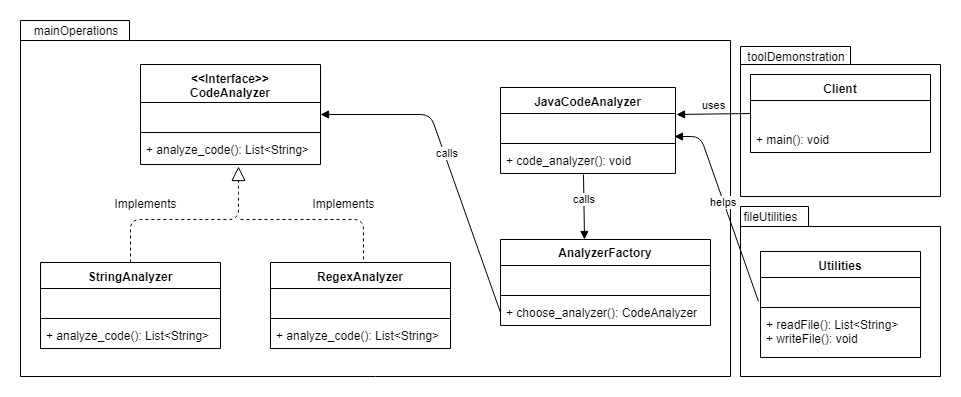 mainOperations
toolDemonstration
<<Interface>>
CodeAnalyzer
+ analyze_code(): List<String>
JavaCodeAnalyzer
+ code_analyzer(): void
uses
Client
+ main(): void
calls
calls
helps
Implements
Implements
fileUtilities
StringAnalyzer
+ analyze_code(): List<String>
RegexAnalyzer
+ analyze_code(): List<String>
AnalyzerFactory
+ choose_analyzer(): CodeAnalyzer
Utilities
+ readFile(): List<String>
+ writeFile(): void